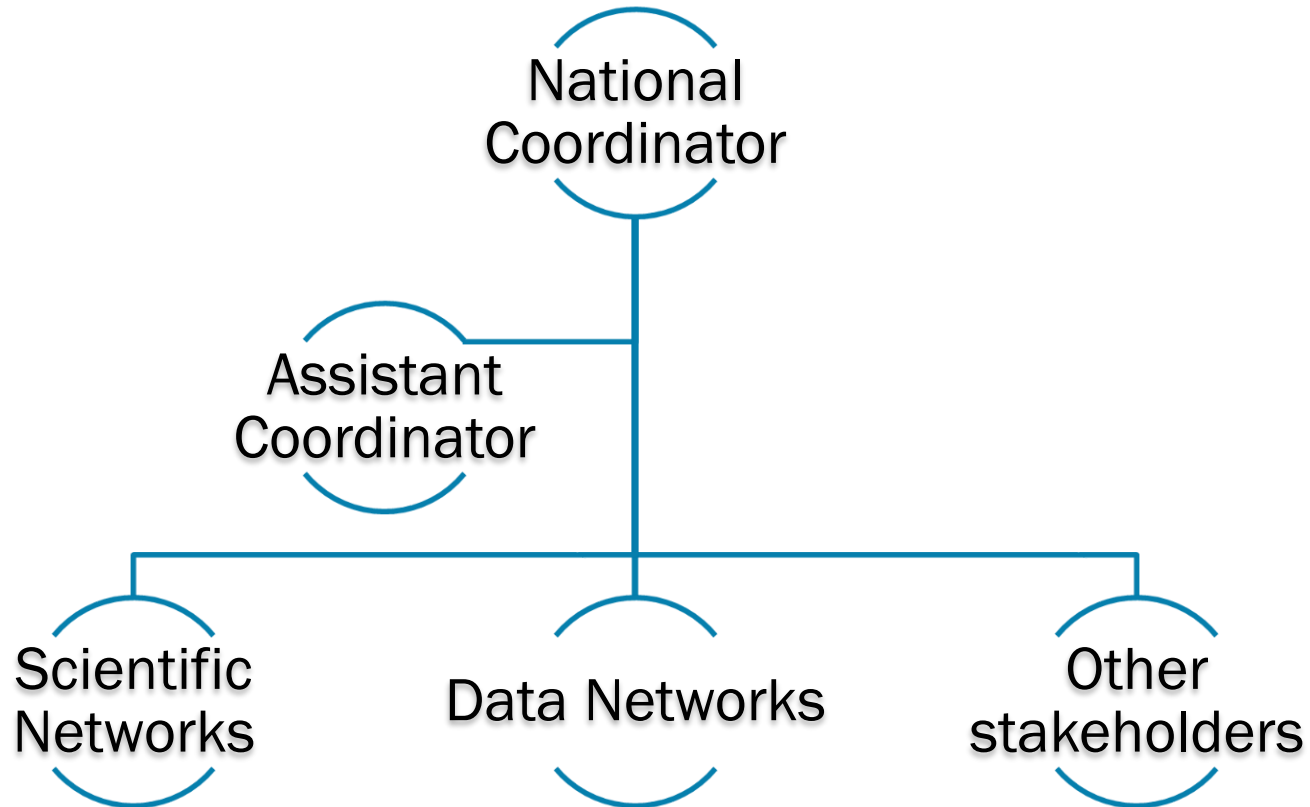 National
Coordinator
Assistant
Coordinator
Scientific
Networks
Data Networks
Other
stakeholders